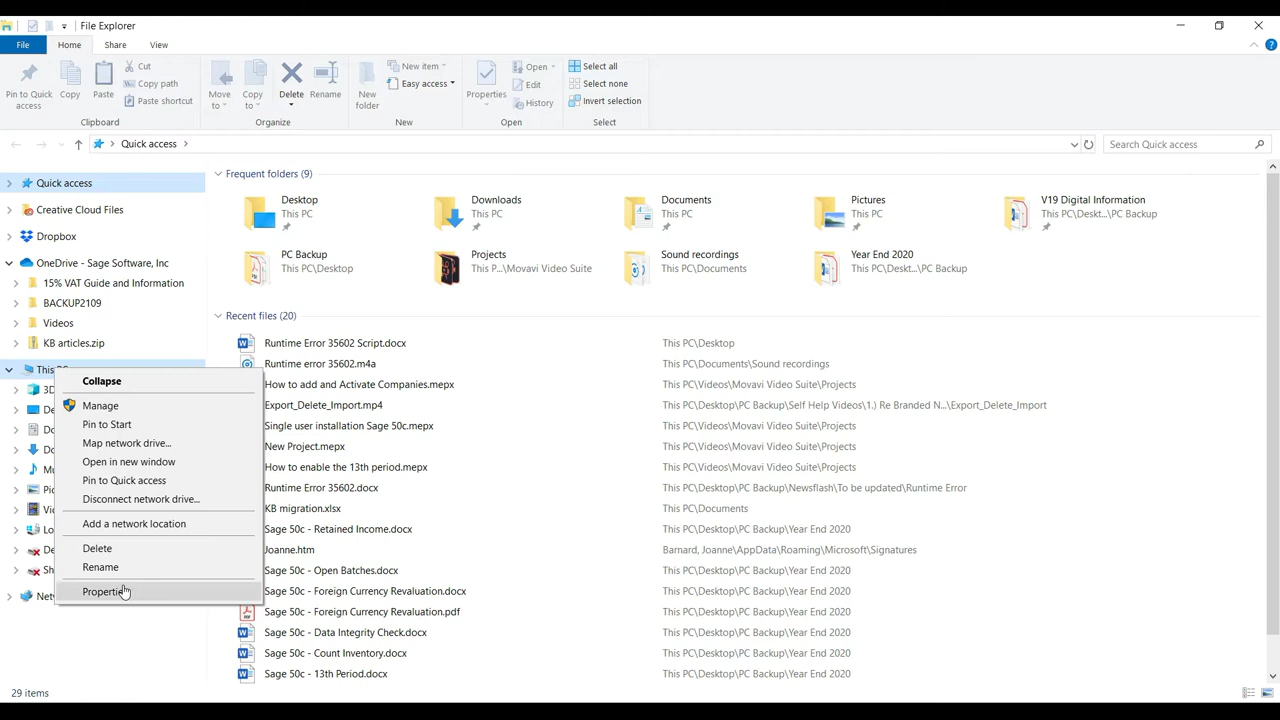 File Explorer
File Home Share View
Pin to Quick access
Copy
Paste
Cut
Copy path
Paste shortcut
Clipboard
Move to
Copy to
Delete
Rename
Organize
New folder
New item
Easy access
New
Properties
Open
Edit
History
Open
Select all
Select none
Invert selection
Select
Quick access
Search Quick access
Quick access
Creative Cloud Files
Dropbox
OneDrive - Sage Software, Inc
15% VAT Guide and Information
BACKUP2109
Videos
KB articles.zip
Collapse
Manage
Pin to Start
Map network drive...
Open in new window
Pin to Quick access
Disconnect network drive...
Add a network location
Delete
Rename
Frequent folders (9)
Desktop
This PC
Downloads
This PC
Documents
This PC
Pictures
This PC
V19 Digital Information
This PC\Deskt...\PC Backup
PC Backup
This PC\Desktop
Projects
This P...\Movavi Video Suite
Sound recordings
This PC\Documents
Year End 2020
This PC\Deskt...\PC Backup
Recent files (20)
Runtime Error 35602 Script.docx This PC\Desktop
Runtime error 35602.m4a This PC\Documents\Sound recordings
How to add and Activate Companies.mepx This PC\Videos\Movavi Video Suite\Projects
Export_Delete_Import.mp4 This PC\Desktop\PC Backup\Self Help Videos\1.) Re Branded N...\Export_Delete_Import
Single user installation Sage 50c.mepx This PC\Videos\Movavi Video Suite\Projects
New Project.mepx This PC\Videos\Movavi Video Suite\Projects
How to enable the 13th period.mepx This PC\Videos\Movavi Video Suite\Projects
Runtime Error 35602.docx This PC\Desktop\PC Backup\Newsflash\To be updated\Runtime Error
KB migration.xlsx This PC\Documents
Sage 50c - Retained Income.docx This PC\Desktop\PC Backup\Year End 2020
Joanne.htm Barnard, Joanne\AppData\Roaming\Microsoft\Signatures
Sage 50c - Open Batches.docx This PC\Desktop\PC Backup\Year End 2020
Sage 50c - Foreign Currency Revaluation.docx This PC\Desktop\PC Backup\Year End 2020
Sage 50c - Foreign Currency Revaluation.pdf This PC\Desktop\PC Backup\Year End 2020
Sage 50c - Data Integrity Check.docx This PC\Desktop\PC Backup\Year End 2020
Sage 50c - Count Inventory.docx This PC\Desktop\PC Backup\Year End 2020
Sage 50c - 13th Period.docx This PC\Desktop\PC Backup\Year End 2020
29 items